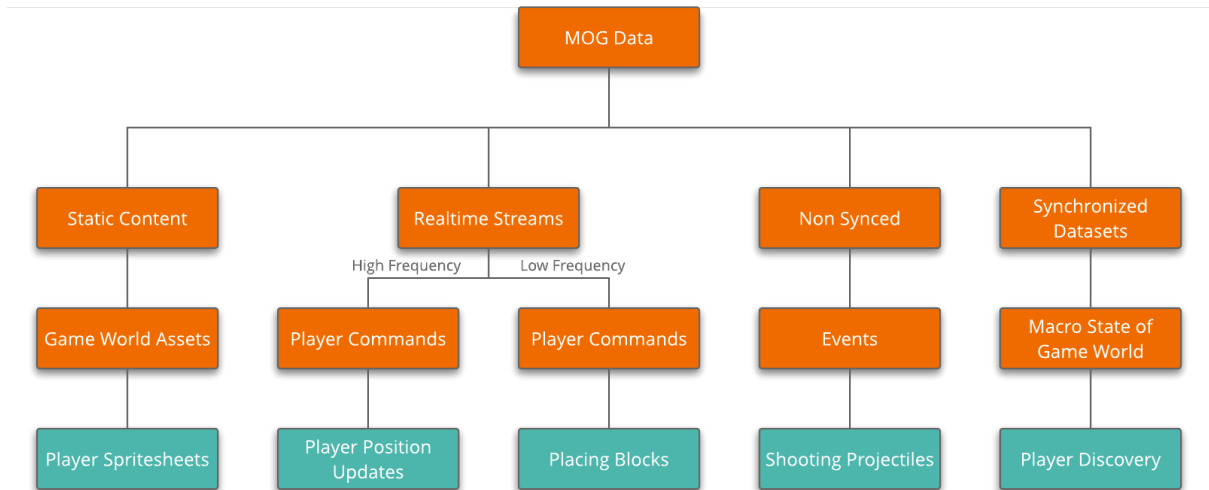 MOG Data
Static Content
Realtime Streams
Non Synced
Synchronized
Datasets
High Frequency
Low Frequency
Game World Assets
Player Commands
Player Commands
Events
Macro State of
Game World
Player Spritesheets
Player Position
Updates
Placing Blocks
Shooting Projectiles
Player Discovery